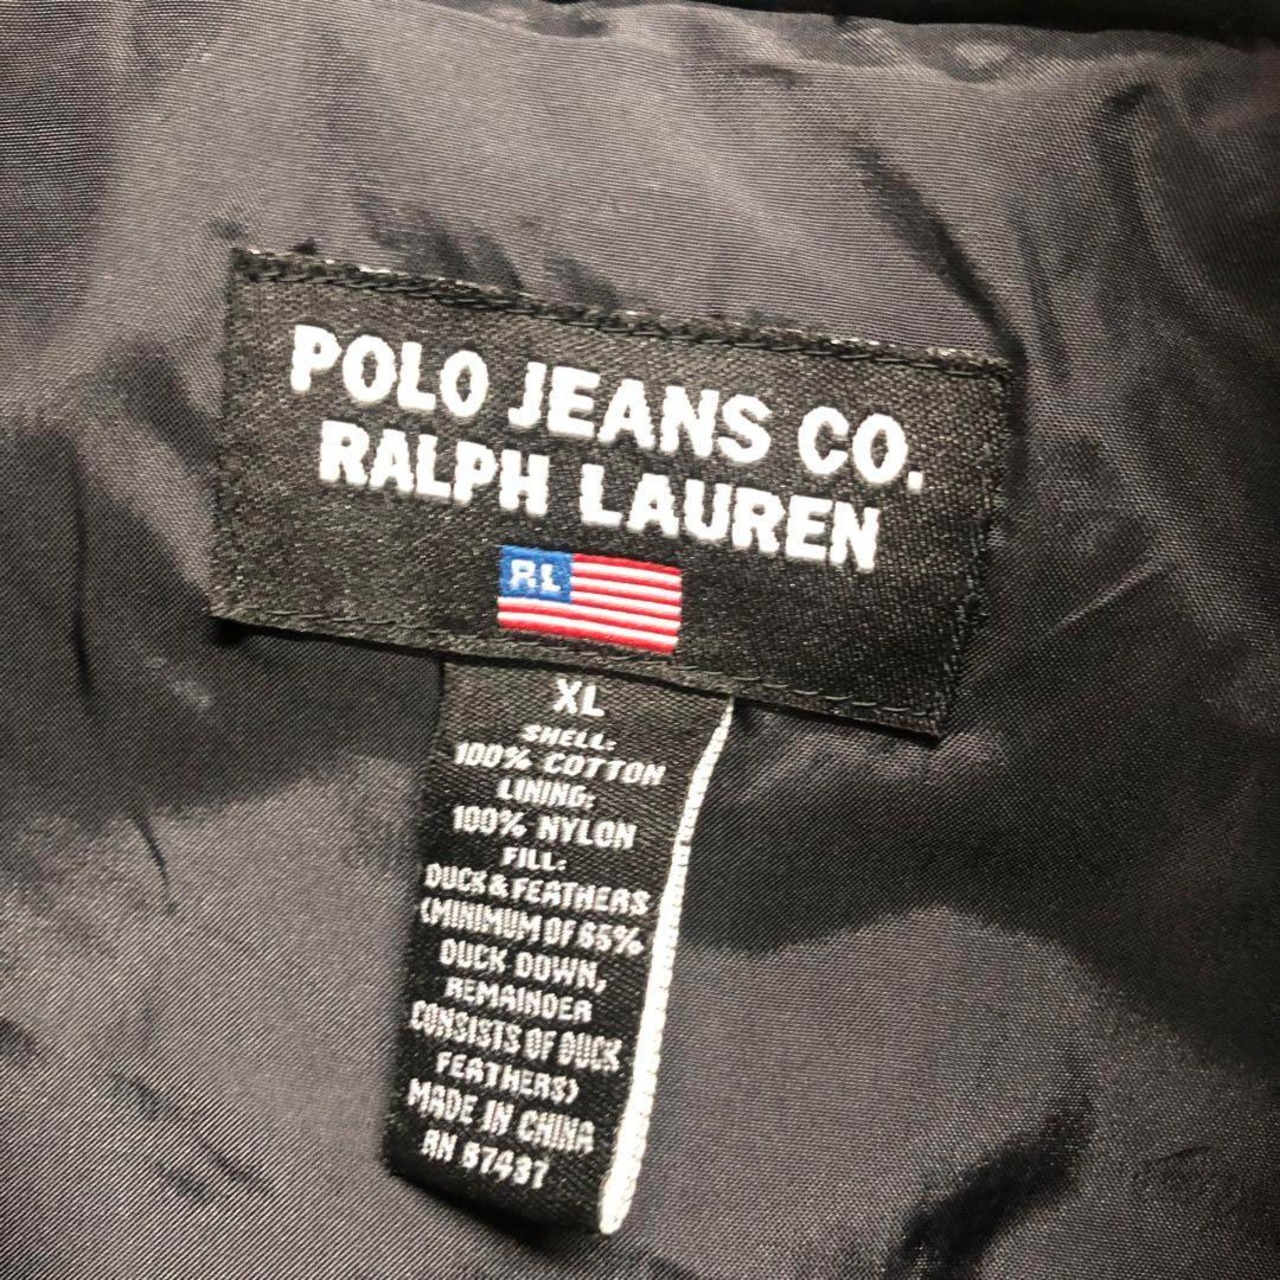 POLO JEANS CO.
RALPH LAUREN
RL
XL
SHELL:
100% COTTON
LINING:
100% NYLON
FILL:
DUCK & FEATHERS
(MINIMUM OF 65%
DUCK DOWN,
REMAINDER
CONSISTS OF DUCK
FEATHERS)
MADE IN CHINA
RN 87437